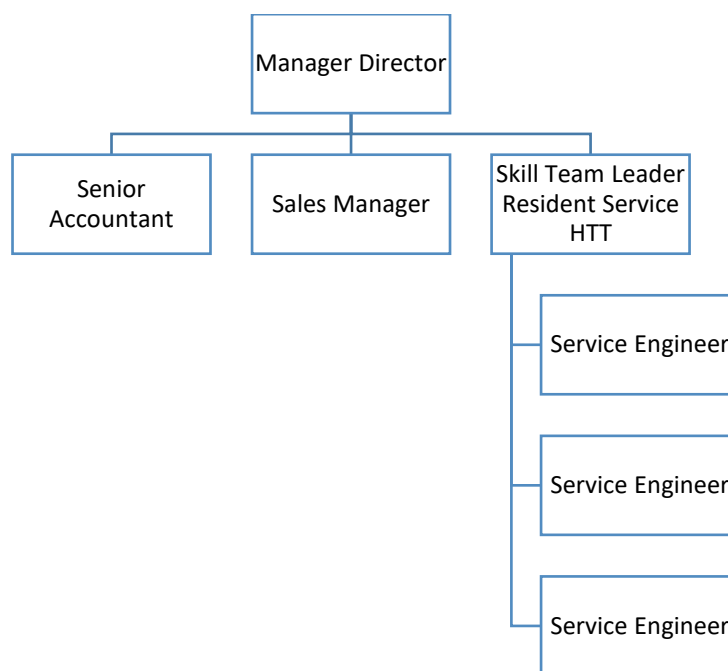 Manager Director
Senior
Accountant
Sales Manager
Skill Team Leader
Resident Service
HTT
Service Engineer
Service Engineer
Service Engineer